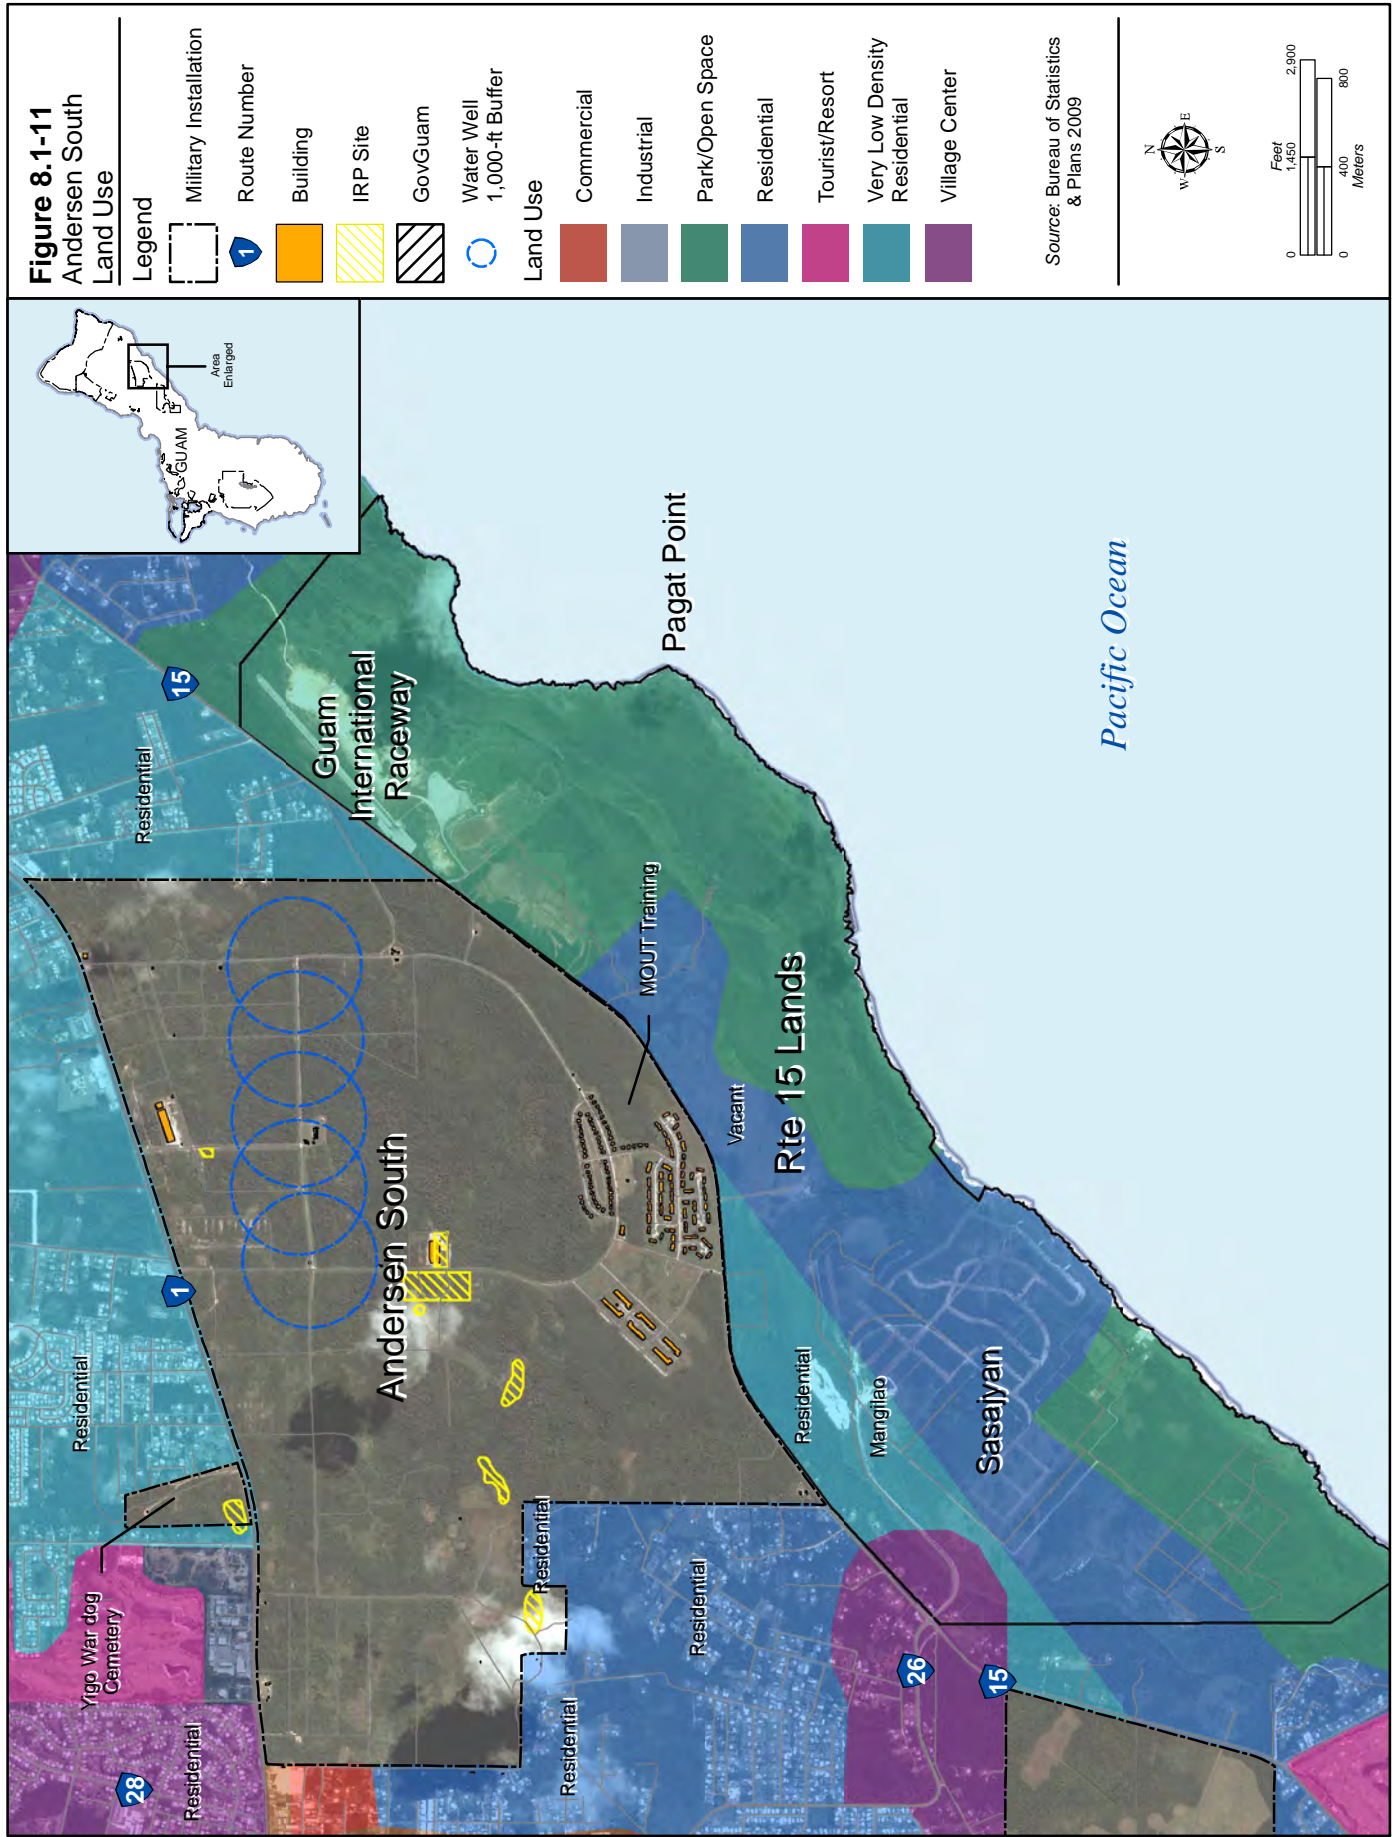 Figure 8.1-11
Andersen South
Land Use
Legend
Military Installation
1
Route Number
Building
IRP Site
GovGuam
Water Well
1,000-ft Buffer
Land Use
Commercial
Industrial
Park/Open Space
Residential
Tourist/Resort
Very Low Density
Residential
Village Center
Source: Bureau of Statistics
& Plans 2009
N
W
E
S
Feet
0
1,450
2,900
0
400
800
Meters
GUAM
Area
Enlarged
15
Residential
Guam
International
Raceway
Pagat Point
Pacific Ocean
MOUT Training
Rte 15 Lands
Vacant
Andersen South
1
Residential
Residential
Mangilao
Sasajyan
Yigo War dog
Cemetery
Residential
Residential
28
Residential
Residential
26
15